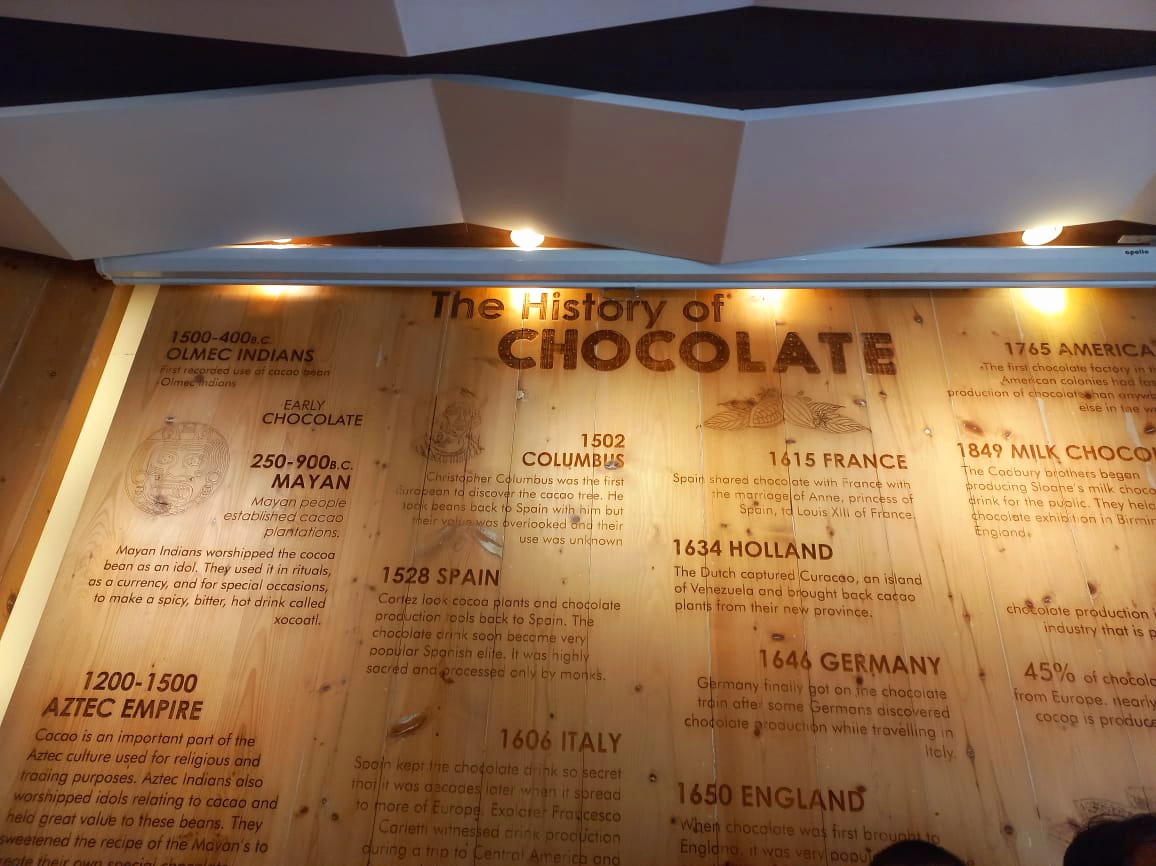 apollo
The History of
CHOCOLATE
1500-400B.C.
OLMEC INDIANS
First recorded use of cacao bean
-Olmec Indians
EARLY
CHOCOLATE
250-900B.C.
MAYAN
Mayan people
established cacao
plantations.
Mayan Indians worshipped the cocoa
bean as an idol. They used it in rituals,
as a currency, and for special occasions,
to make a spicy, bitter, hot drink called
xocoatl.
1200-1500
AZTEC EMPIRE
Cacao is an important part of the
Aztec culture used for religious and
trading purposes. Aztec Indians also
worshipped idols relating to cacao and
held great value to these beans. They
sweetened the recipe of the Mayan's to
create their own special chocolate
1502
COLUMBUS
Christopher Columbus was the first
European to discover the cacao tree. He
took beans back to Spain with him but
their value was overlooked and their
use was unknown
1528 SPAIN
Cortez look cocoa plants and chocolate
production tools back to Spain. The
chocolate drink soon became very
popular Spanish elite. It was highly
sacred and processed only by monks.
1606 ITALY
Spain kept the chocolate drink so secret
that it was decades later when it spread
to more of Europe. Explorer Fraucesco
Carletti witnessed drink production
during a trip to Central America and
1615 FRANCE
Spain shared chocolate with France with
the marriage of Anne, princess of
Spain, to Louis XIII of France.
1634 HOLLAND
The Dutch captured Curacao, an island
of Venezuela and brought back cacao
plants from their new province.
1646 GERMANY
Germany finally got on the chocolate
train after some Germans discovered
chocolate production while travelling in
Italy.
1650 ENGLAND
When chocolate was first brought to
England, it was very popu
1765 AMERICA
The first chocolate factory in t
American colonies had fas
production of chocolate than anywh
else in the w
1849 MILK CHOCOL
The Cadbury brothers began
producing Sloane's milk choco
drink for the public. They held
chocolate exhibition in Birmin
England.
chocolate production i
industry that is p
45% of chocola
from Europe. nearly
cocoa is produce